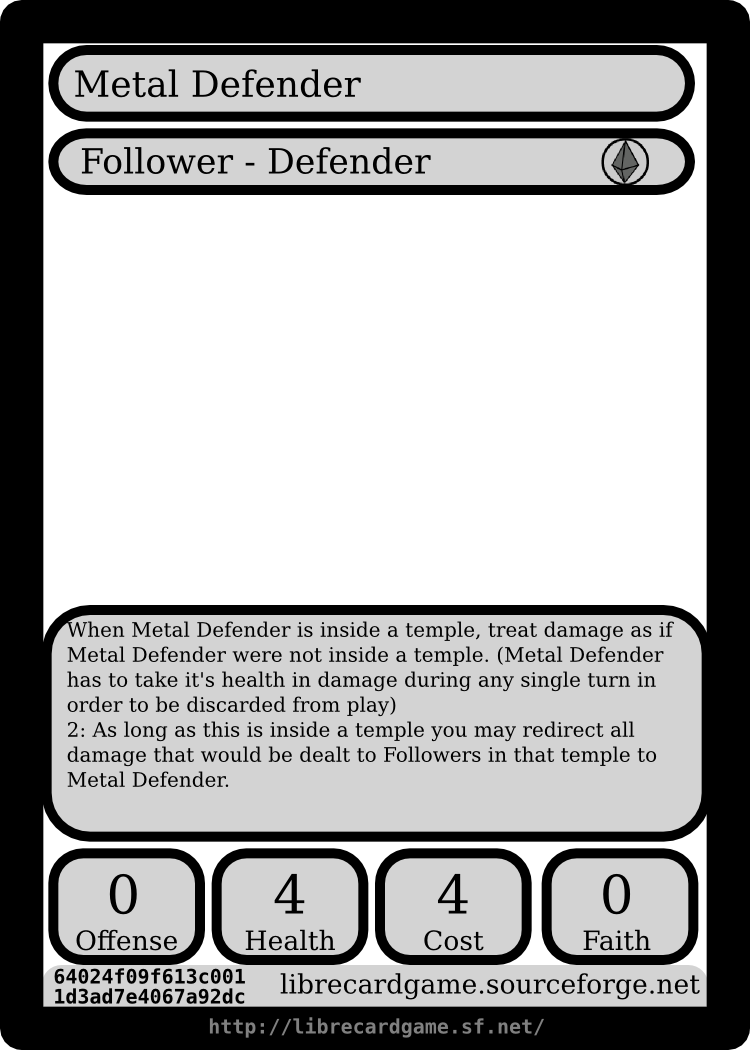 Metal Defender
Follower - Defender
When Metal Defender is inside a temple, treat damage as if
Metal Defender were not inside a temple. (Metal Defender
has to take it's health in damage during any single turn in
order to be discarded from play)
2: As long as this is inside a temple you may redirect all
damage that would be dealt to Followers in that temple to
Metal Defender.
0 4 4 0
Offense Health Cost Faith
64024f09f613c001
1d3ad7e4067a92dc
librecardgame.sourceforge.net
http://librecardgame.sf.net/